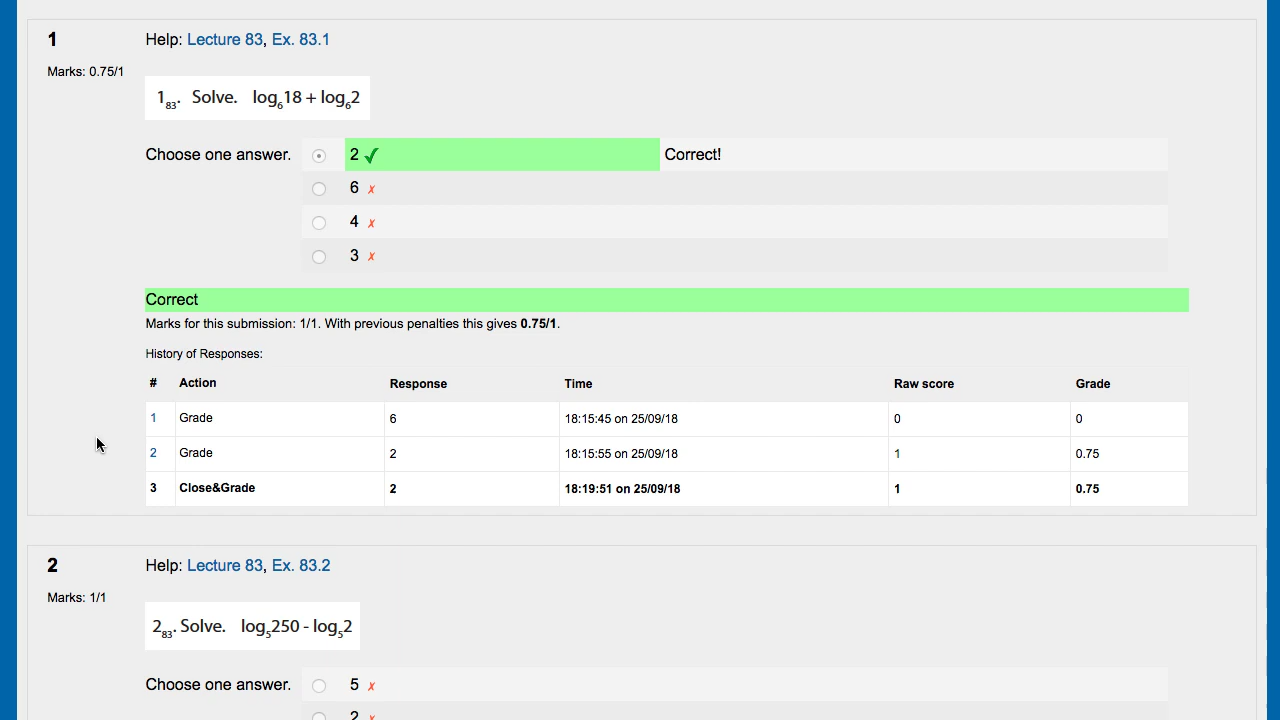 1
Help: Lecture 83, Ex. 83.1
Marks: 0.75/1
1₈₃. Solve. log₆18 + log₆2
Choose one answer.
2 ✓ Correct!
6 ✗
4 ✗
3 ✗
Correct
Marks for this submission: 1/1. With previous penalties this gives 0.75/1.
History of Responses:
# Action Response Time Raw score Grade
1 Grade 6 18:15:45 on 25/09/18 0 0
2 Grade 2 18:15:55 on 25/09/18 1 0.75
3 Close&Grade 2 18:19:51 on 25/09/18 1 0.75
2
Help: Lecture 83, Ex. 83.2
Marks: 1/1
2₈₃. Solve. log₅250 - log₅2
Choose one answer.
5 ✗
2 ✗